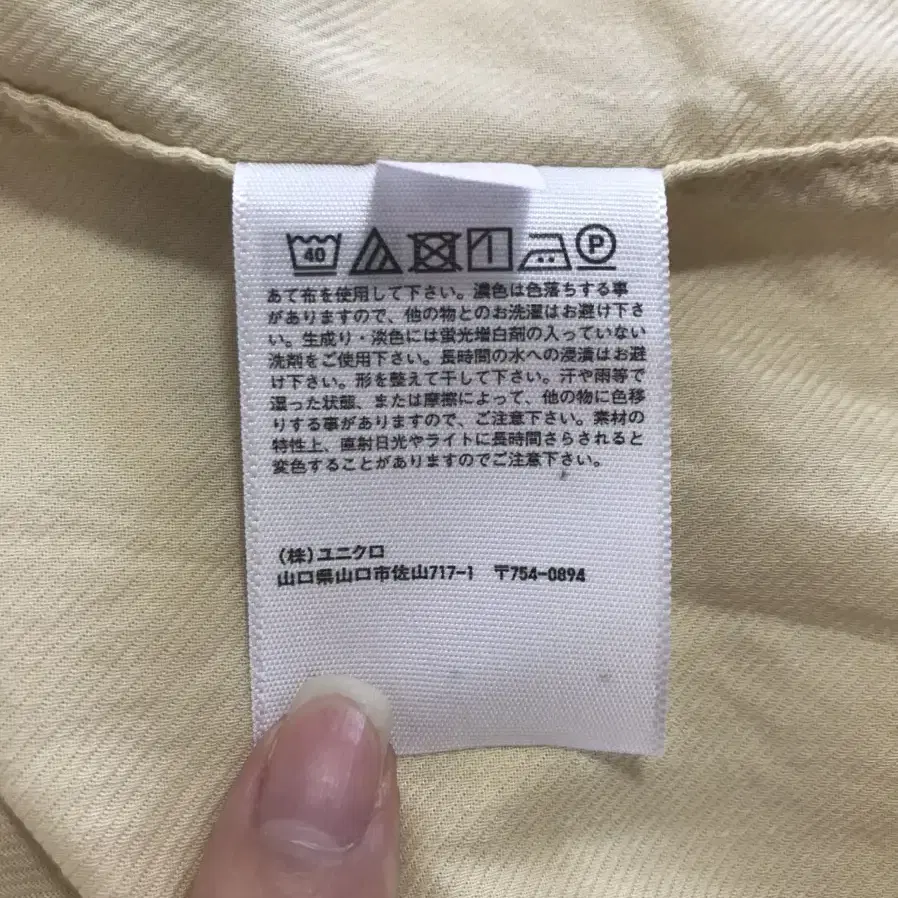 40 P
あて布を使用して下さい。濃色は色落ちする事
がありますので、他の物とのお洗濯はお避け下さ
い。生成り・淡色には蛍光増白剤の入っていない
洗剤をご使用下さい。長時間の水への浸漬はお避
け下さい。形を整えて干して下さい。汗や雨等で
湿った状態、または摩擦によって、他の物に色移
りする事がありますので、ご注意下さい。素材の
特性上、直射日光やライトに長時間さらされると
変色することがありますのでご注意下さい。
(株)ユニクロ
山口県山口市佐山717-1 〒754-0894